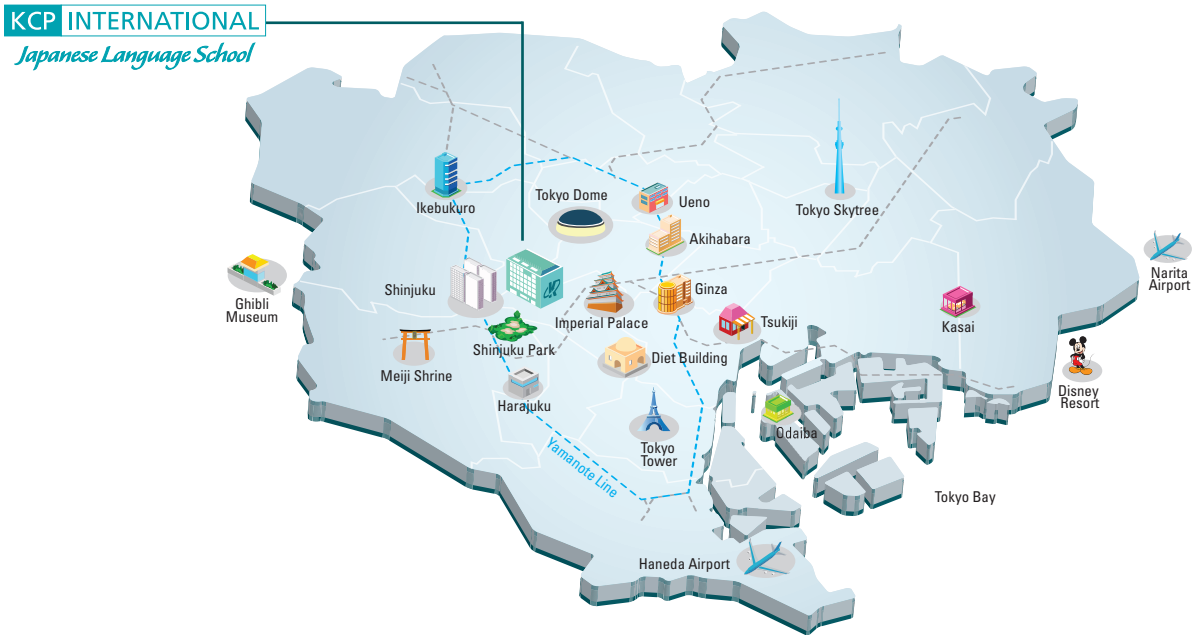 KCP INTERNATIONAL
Japanese Language School
Ikebukuro
Tokyo Dome
Ueno
Tokyo Skytree
Akihabara
Ghibli
Museum
Shinjuku
Imperial Palace
Ginza
Tsukiji
Narita
Airport
Kasai
Meiji Shrine
Shinjuku Park
Diet Building
Harajuku
Disney
Resort
Tokyo
Tower
Odaiba
Yamanote Line
Tokyo Bay
Haneda Airport